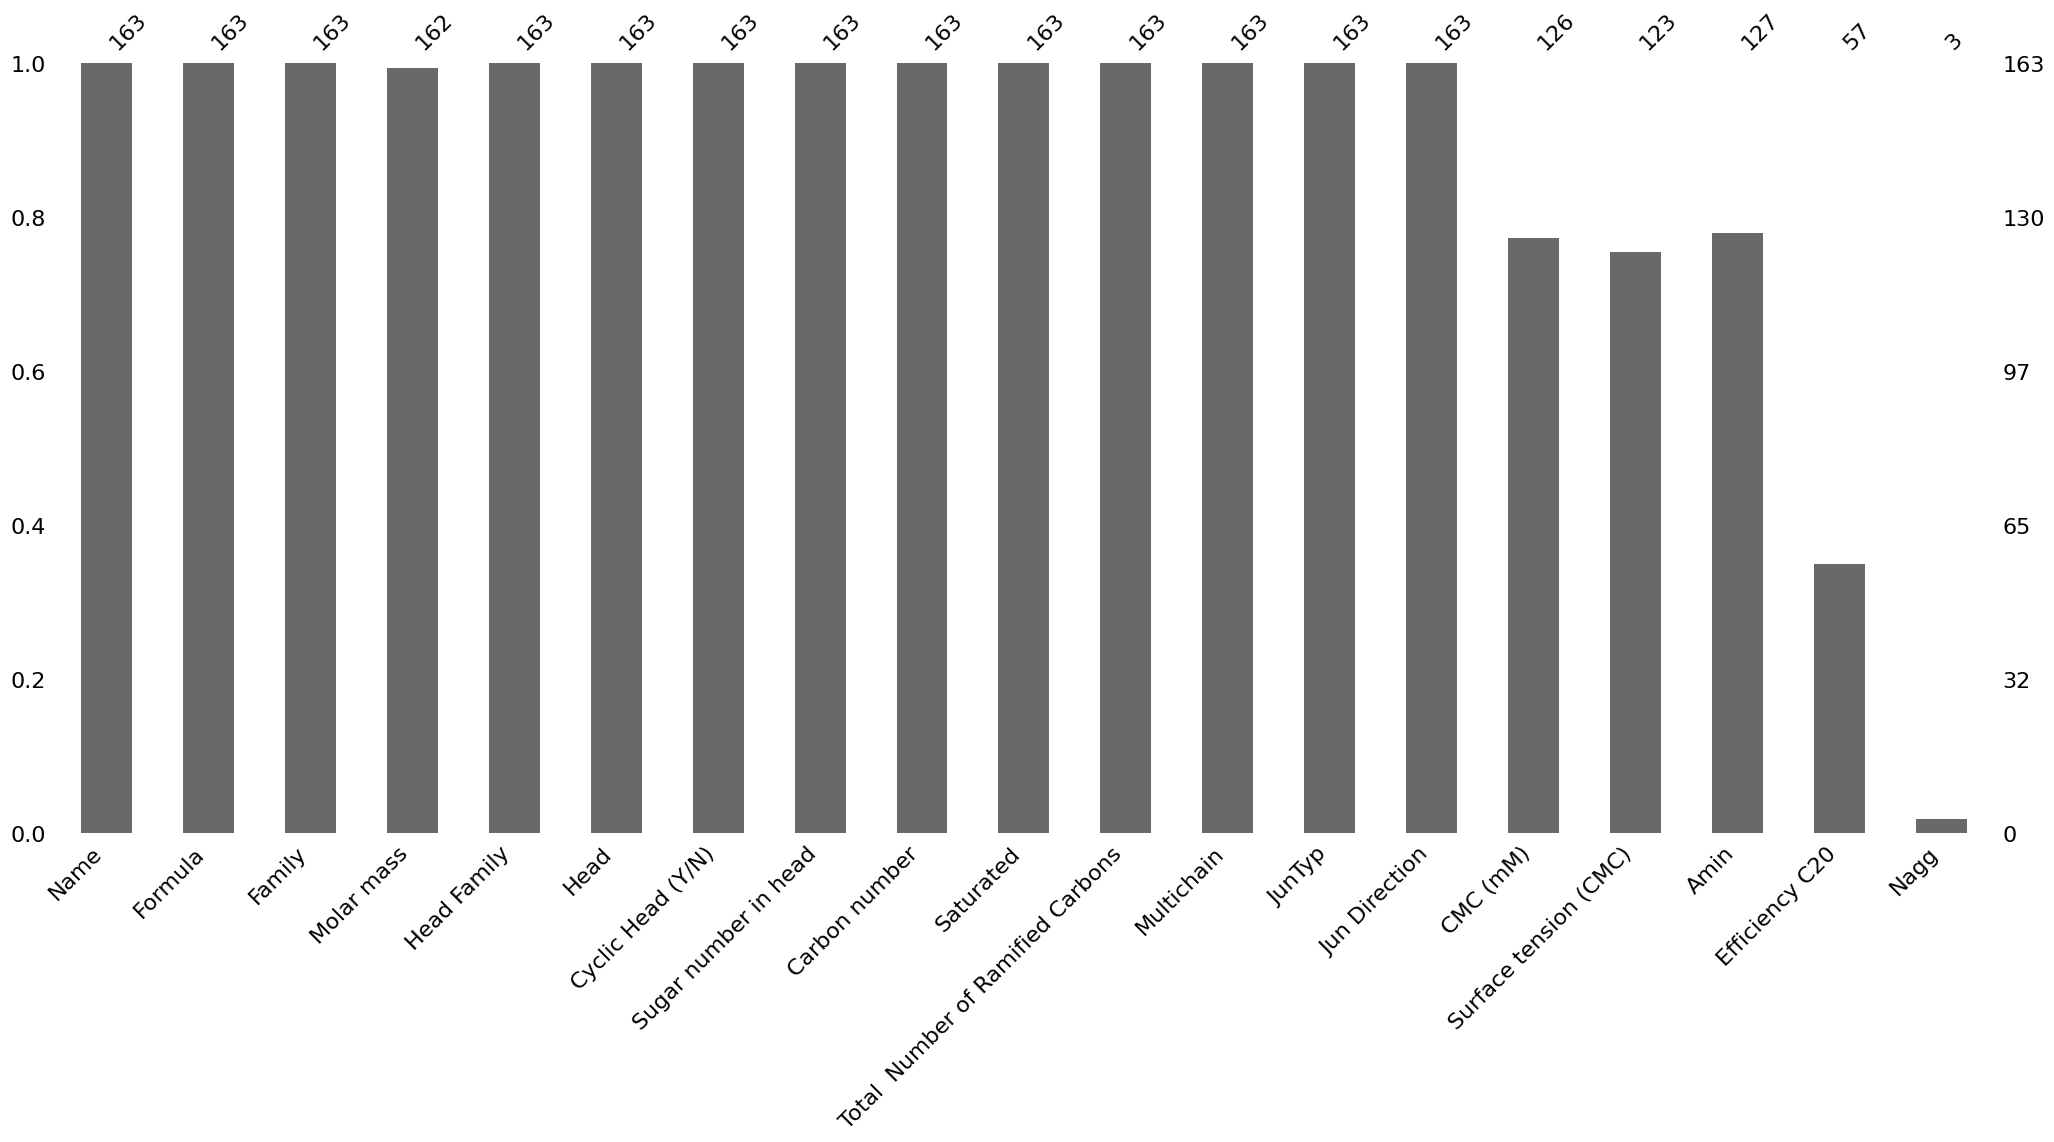 163 163 163 162 163 163 163 163 163 163 163 163 163 163 126 123 127 57 3
1.0 163
0.8 130
0.6 97
0.4 65
0.2 32
0.0 0
Name
Formula
Family
Molar mass
Head Family
Head
Cyclic Head (Y/N)
Sugar number in head
Carbon number
Saturated
Total  Number of Ramified Carbons
Multichain
JunTyp
Jun Direction
CMC (mM)
Surface tension (CMC)
Amin
Efficiency C20
Nagg